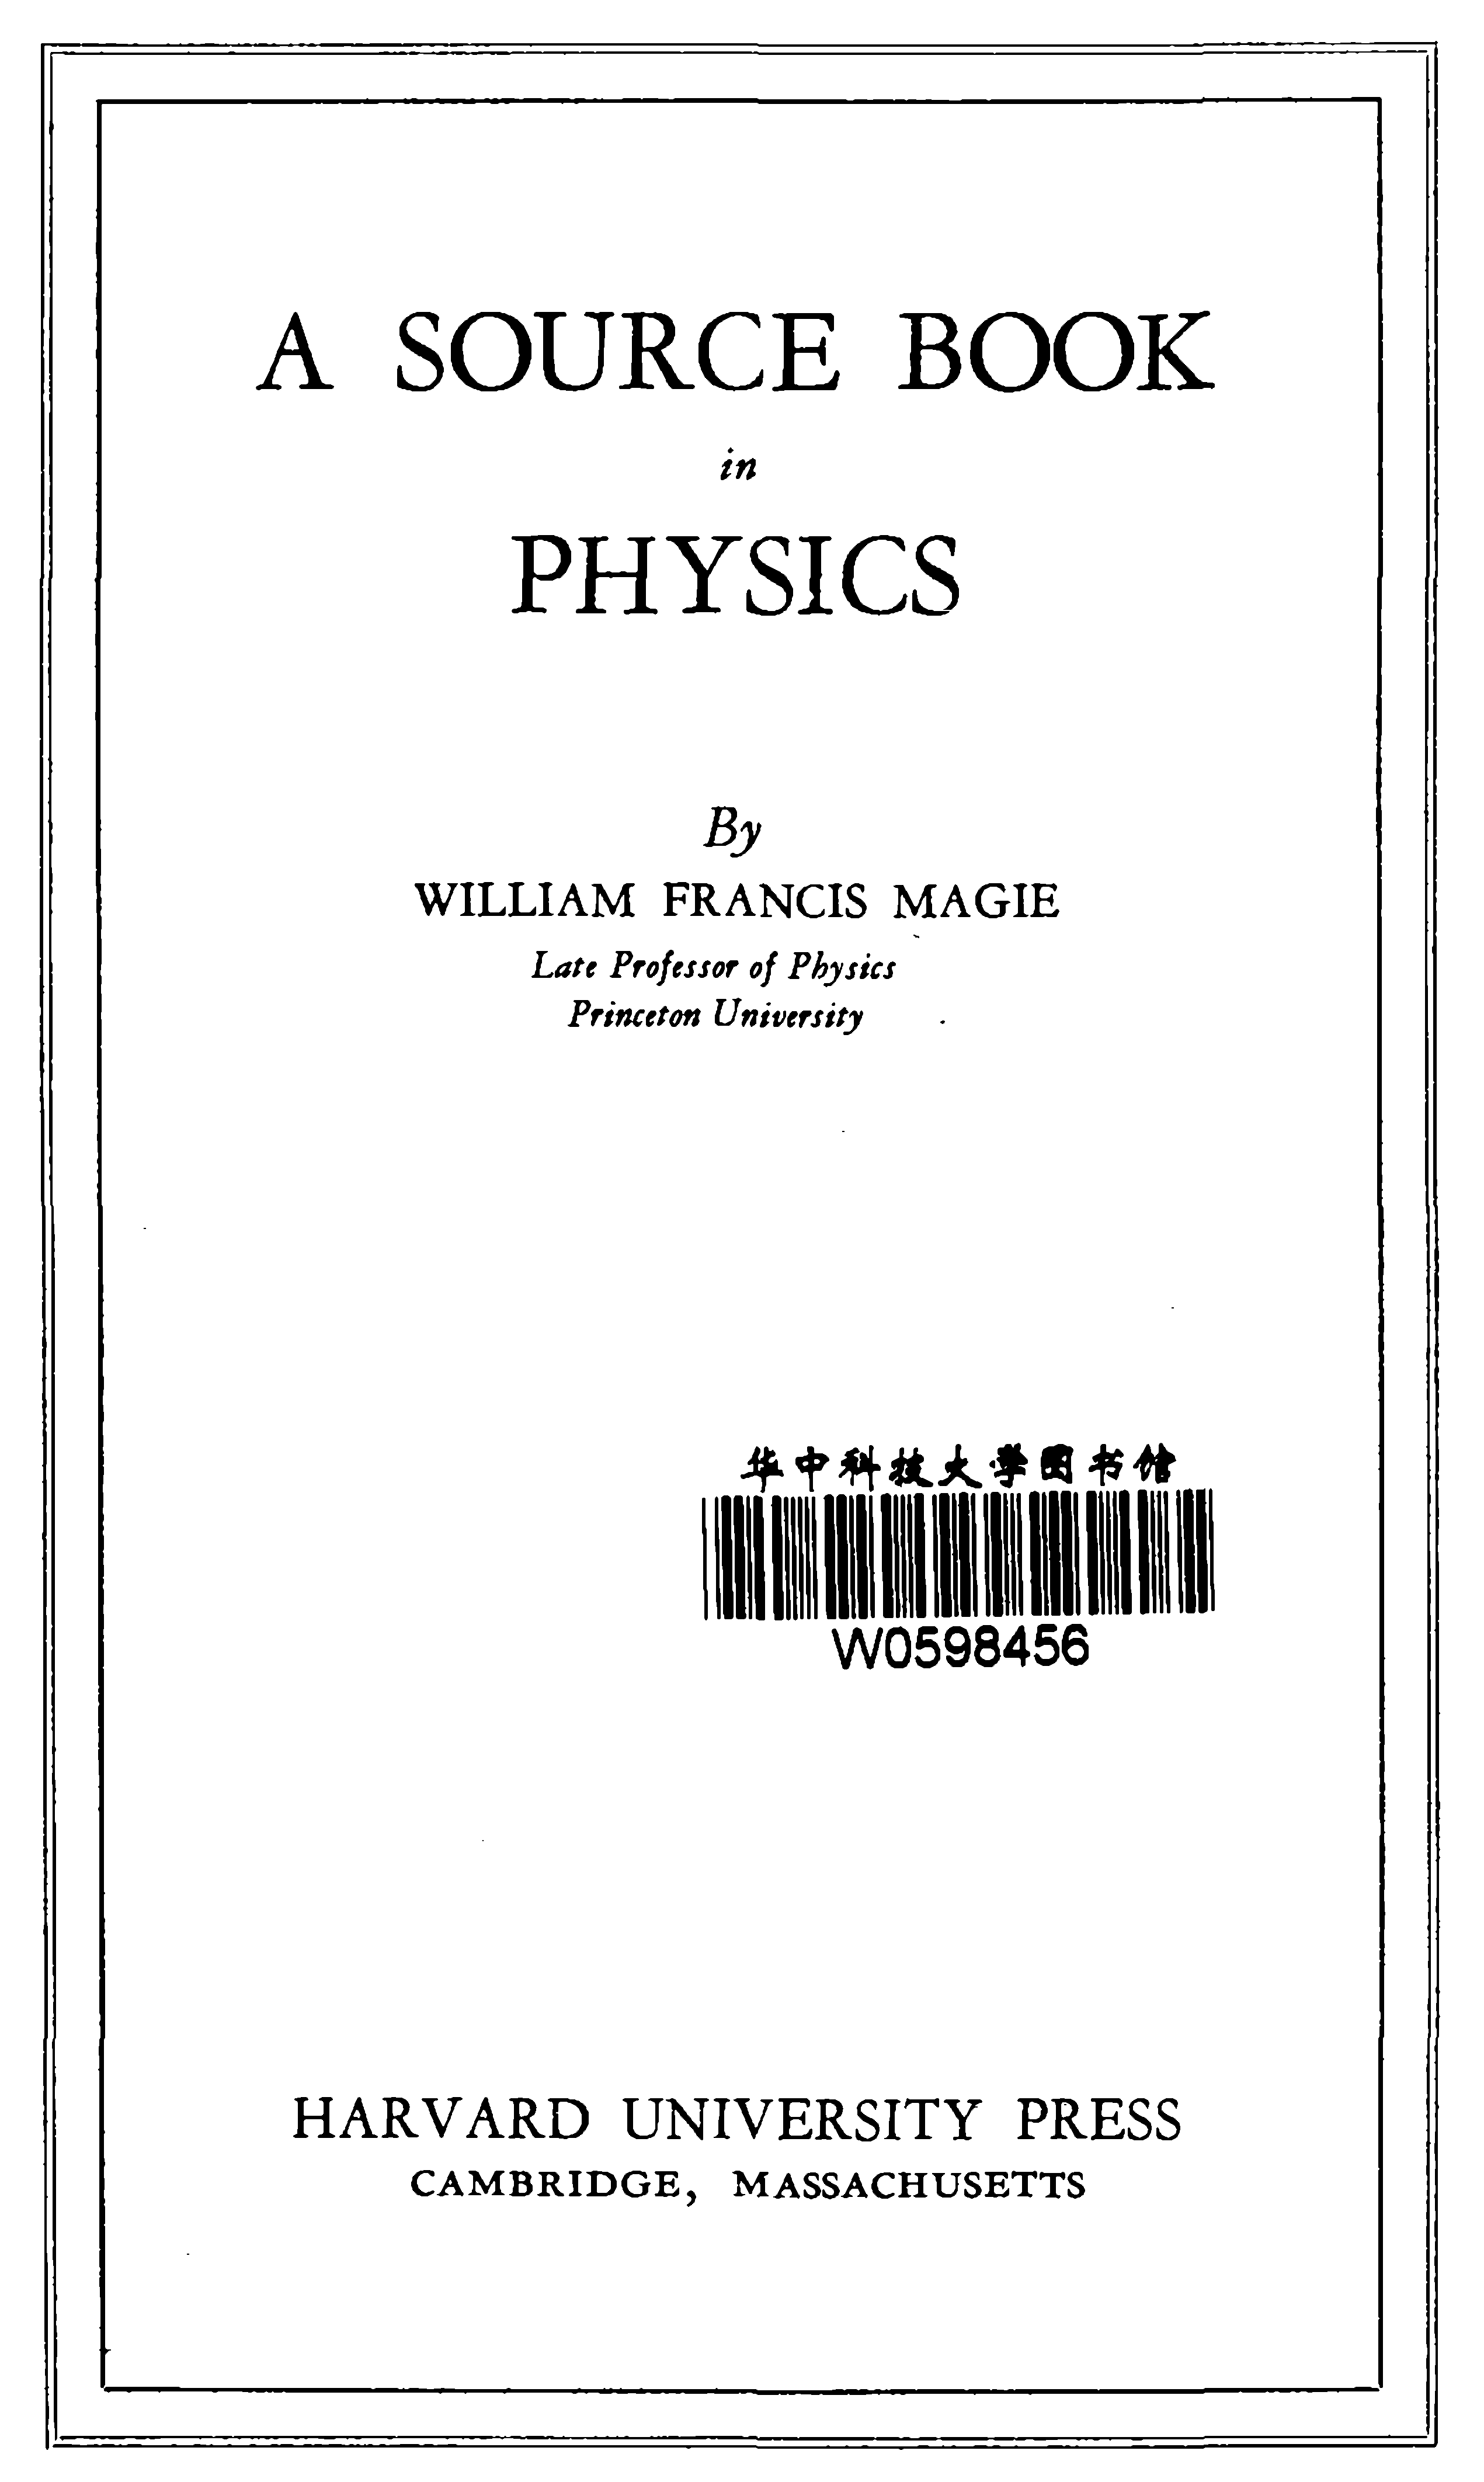 A SOURCE BOOK
in
PHYSICS
By
WILLIAM FRANCIS MAGIE
Late Professor of Physics
Princeton University
华中科技大学图书馆
W0598456
HARVARD UNIVERSITY PRESS
CAMBRIDGE, MASSACHUSETTS